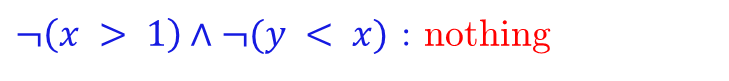 ¬(x > 1) ∧ ¬(y < x) : nothing